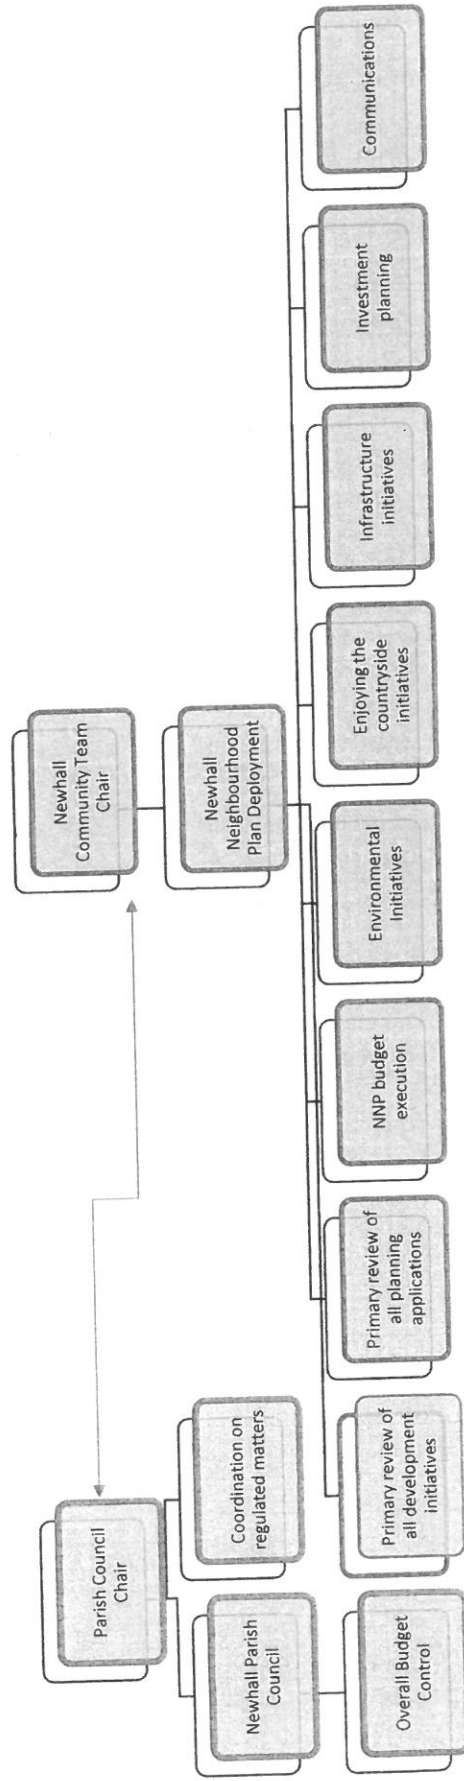 Parish Council
Chair
Newhall
Community Team
Chair
Newhall Parish
Council
Coordination on
regulated matters
Newhall
Neighbourhood
Plan Deployment
Overall Budget
Control
Primary review of
all development
initiatives
Primary review of
all planning
applications
NNP budget
execution
Environmental
Initiatives
Enjoying the
countryside
initiatives
Infrastructure
initiatives
Investment
planning
Communications